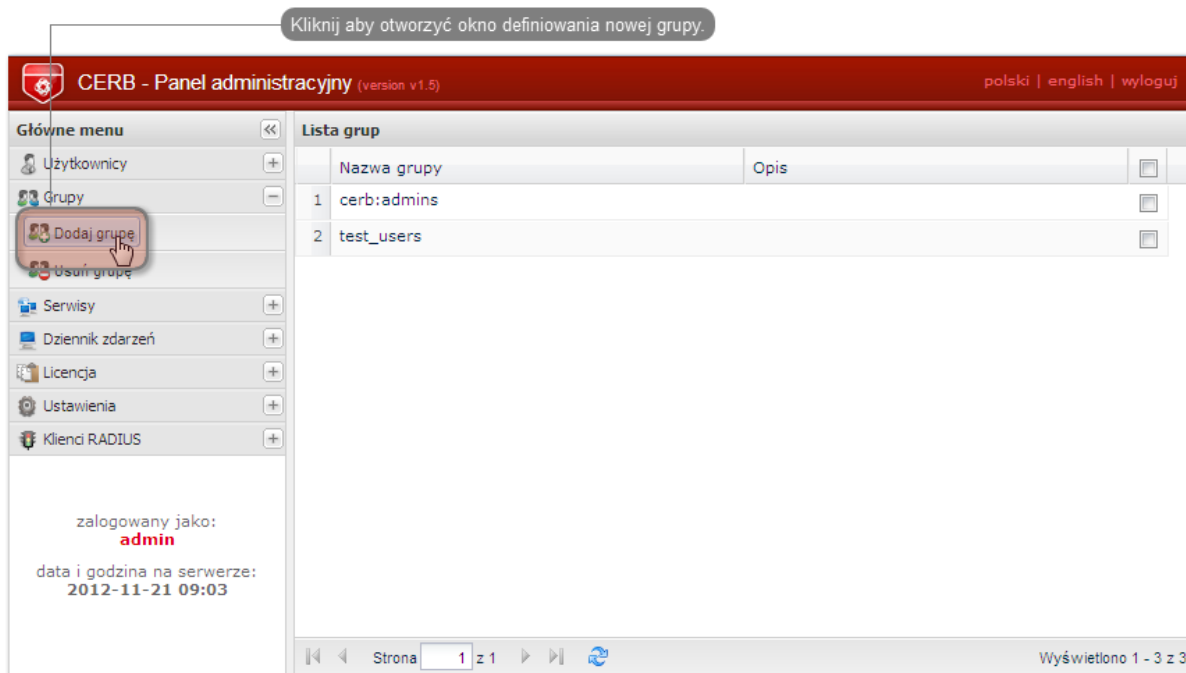 Kliknij aby otworzyć okno definiowania nowej grupy.
CERB - Panel administracyjny (version v1.5)
polski | english | wyloguj
Główne menu
Lista grup
Użytkownicy
Nazwa grupy Opis
Grupy
1 cerb:admins
Dodaj grupę
2 test_users
Usuń grupę
Serwisy
Dziennik zdarzeń
Licencja
Ustawienia
Klienci RADIUS
zalogowany jako:
admin
data i godzina na serwerze:
2012-11-21 09:03
Strona 1 z 1
Wyświetlono 1 - 3 z 3